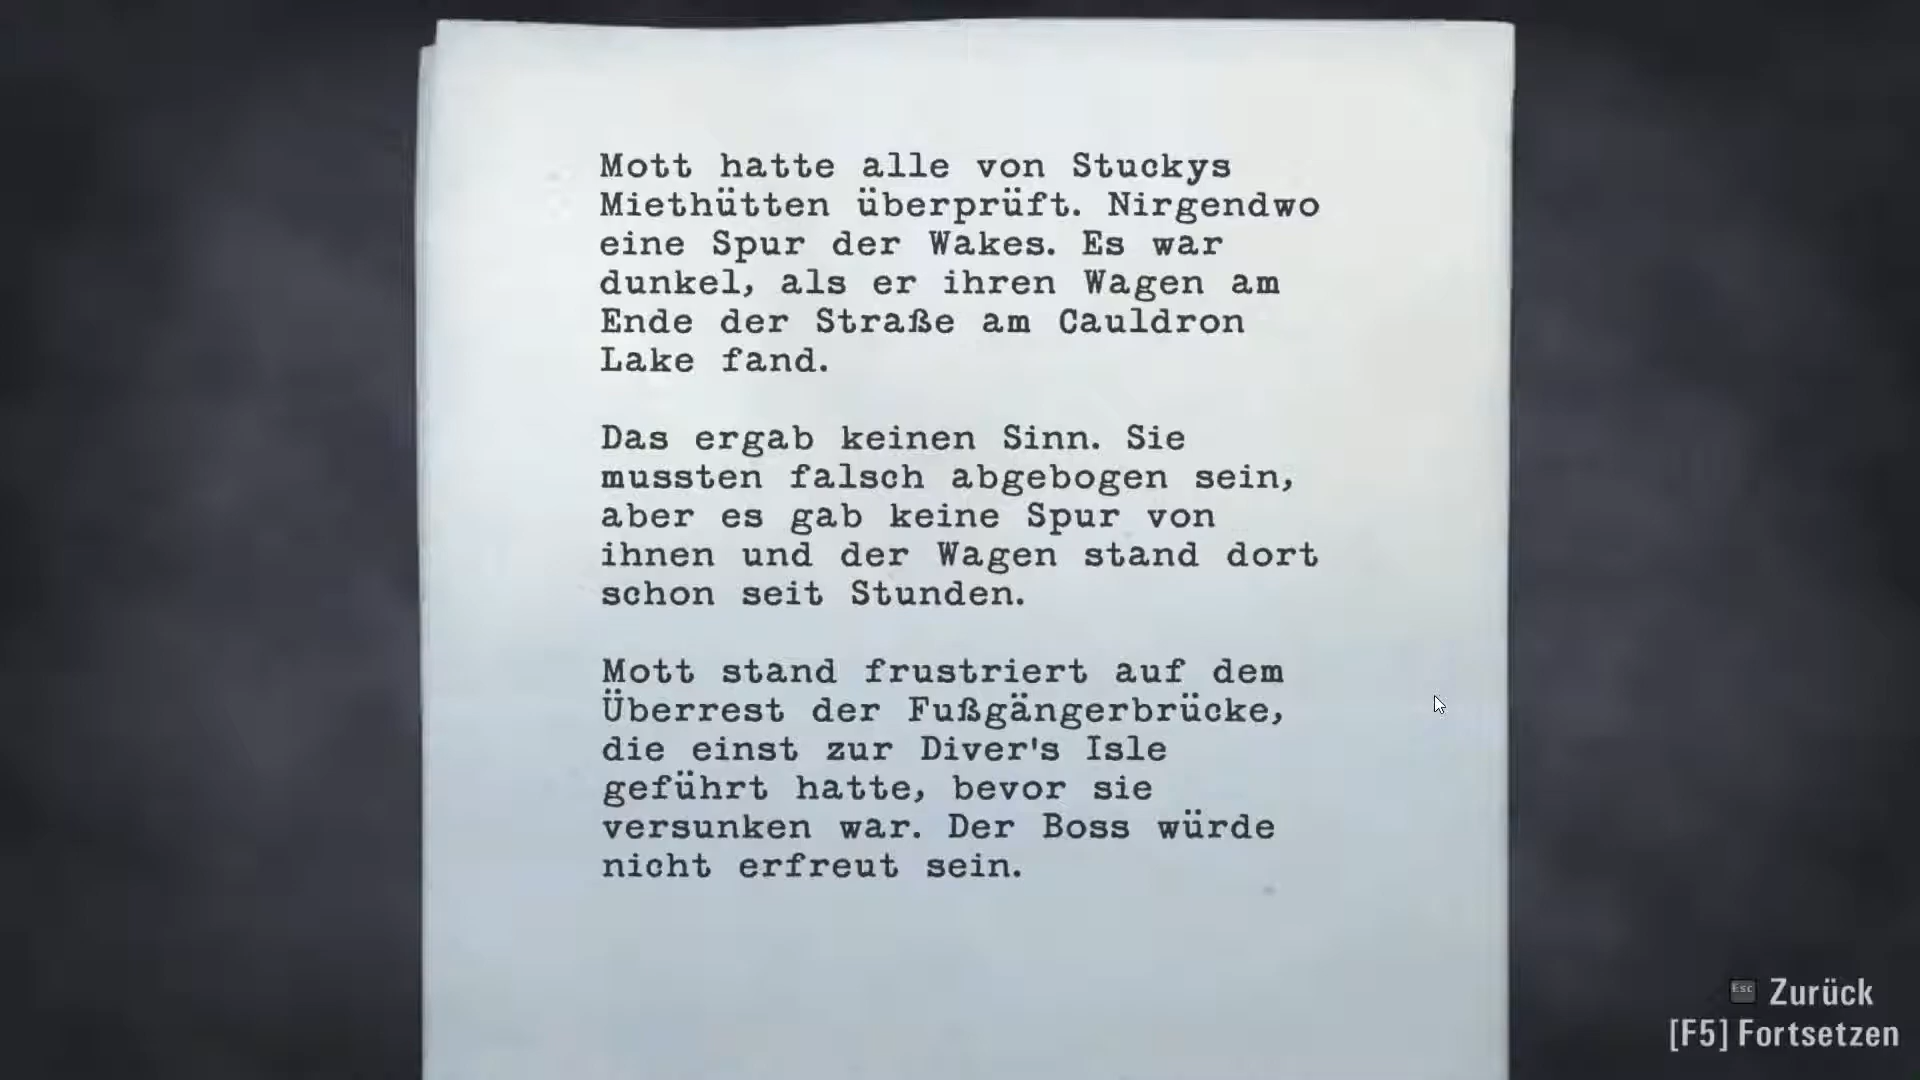 Mott hatte alle von Stuckys
Miethütten überprüft. Nirgendwo
eine Spur der Wakes. Es war
dunkel, als er ihren Wagen am
Ende der Straße am Cauldron
Lake fand.
Das ergab keinen Sinn. Sie
mussten falsch abgebogen sein,
aber es gab keine Spur von
ihnen und der Wagen stand dort
schon seit Stunden.
Mott stand frustriert auf dem
Überrest der Fußgängerbrücke,
die einst zur Diver's Isle
geführt hatte, bevor sie
versunken war. Der Boss würde
nicht erfreut sein.
Esc Zurück
[F5] Fortsetzen